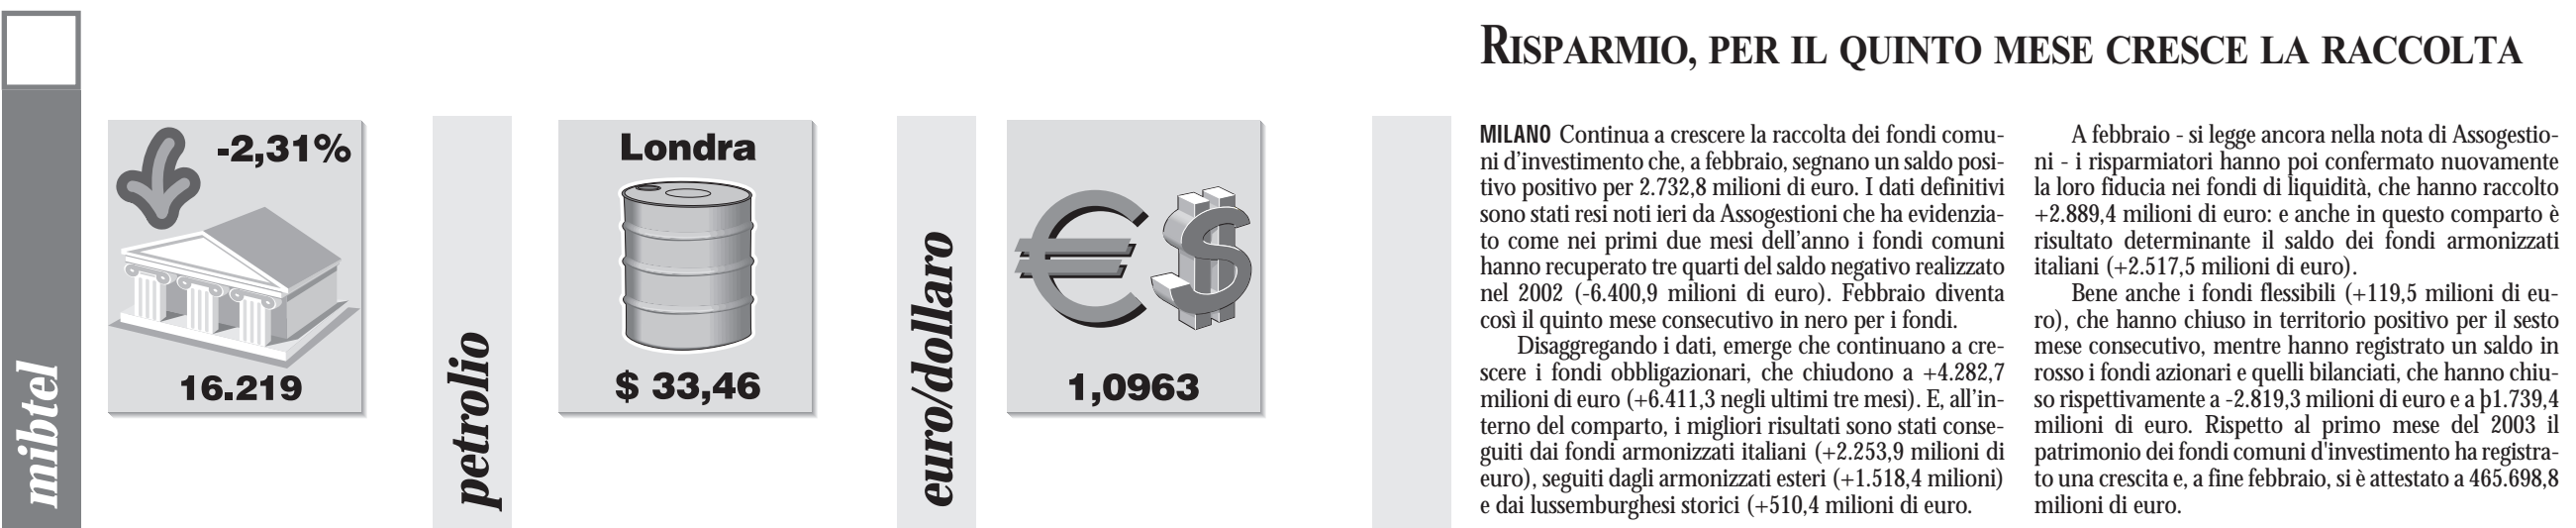 mibtel
-2,31%
16.219
petrolio
Londra
$ 33,46
euro/dollaro
1,0963
RISPARMIO, PER IL QUINTO MESE CRESCE LA RACCOLTA
MILANO Continua a crescere la raccolta dei fondi comu-
ni d'investimento che, a febbraio, segnano un saldo posi-
tivo positivo per 2.732,8 milioni di euro. I dati definitivi
sono stati resi noti ieri da Assogestioni che ha evidenzia-
to come nei primi due mesi dell'anno i fondi comuni
hanno recuperato tre quarti del saldo negativo realizzato
nel 2002 (-6.400,9 milioni di euro). Febbraio diventa
così il quinto mese consecutivo in nero per i fondi.
Disaggregando i dati, emerge che continuano a cre-
scere i fondi obbligazionari, che chiudono a +4.282,7
milioni di euro (+6.411,3 negli ultimi tre mesi). E, all'in-
terno del comparto, i migliori risultati sono stati conse-
guiti dai fondi armonizzati italiani (+2.253,9 milioni di
euro), seguiti dagli armonizzati esteri (+1.518,4 milioni)
e dai lussemburghesi storici (+510,4 milioni di euro.
A febbraio - si legge ancora nella nota di Assogestio-
ni - i risparmiatori hanno poi confermato nuovamente
la loro fiducia nei fondi di liquidità, che hanno raccolto
+2.889,4 milioni di euro: e anche in questo comparto è
risultato determinante il saldo dei fondi armonizzati
italiani (+2.517,5 milioni di euro).
Bene anche i fondi flessibili (+119,5 milioni di eu-
ro), che hanno chiuso in territorio positivo per il sesto
mese consecutivo, mentre hanno registrato un saldo in
rosso i fondi azionari e quelli bilanciati, che hanno chiu-
so rispettivamente a -2.819,3 milioni di euro e a þ1.739,4
milioni di euro. Rispetto al primo mese del 2003 il
patrimonio dei fondi comuni d'investimento ha registra-
to una crescita e, a fine febbraio, si è attestato a 465.698,8
milioni di euro.